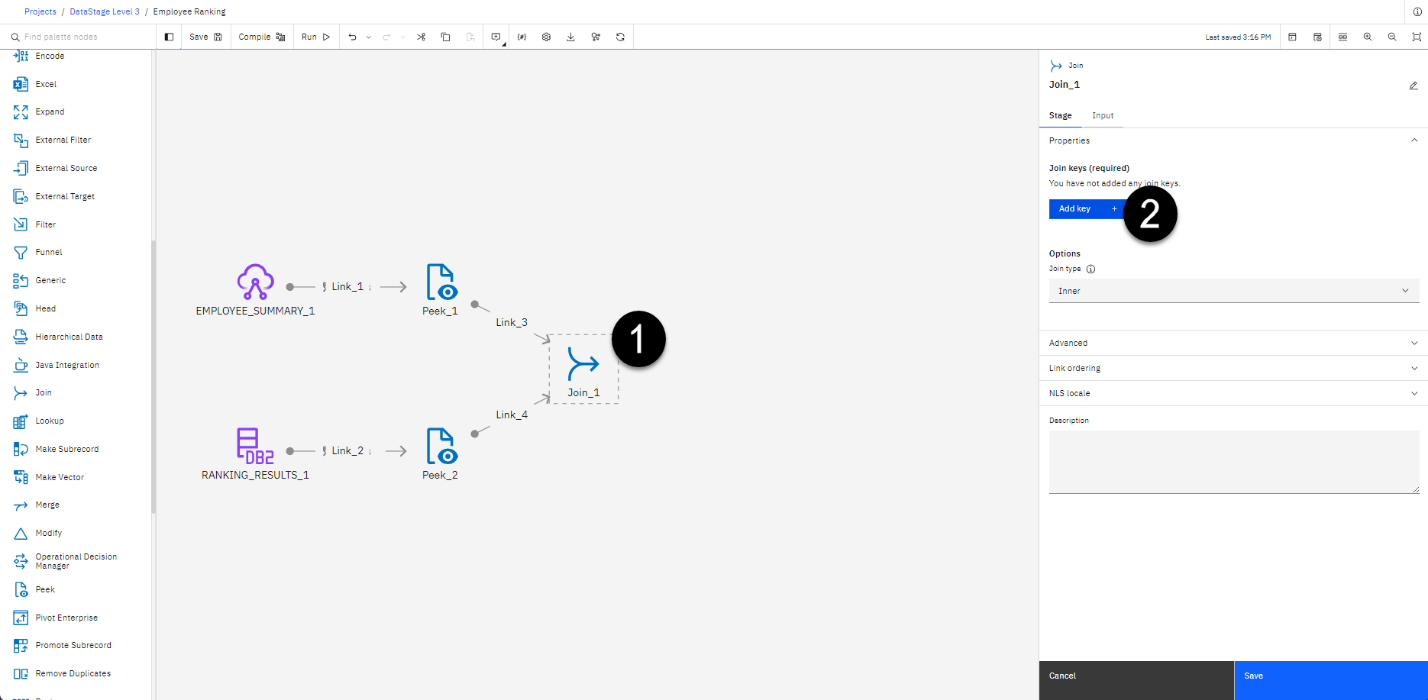 Projects / DataStage Level 3 / Employee Ranking
Find palette nodes
Save
Compile
Run
Last saved 3:16 PM
Encode
Excel
Expand
External Filter
External Source
External Target
Filter
Funnel
Generic
Head
Hierarchical Data
Java Integration
Join
Lookup
Make Subrecord
Make Vector
Merge
Modify
Operational Decision
Manager
Peek
Pivot Enterprise
Promote Subrecord
Remove Duplicates
EMPLOYEE_SUMMARY_1
Link_1
Peek_1
Link_3
1
Join_1
Link_4
DB2
RANKING_RESULTS_1
Link_2
Peek_2
Join
Join_1
Stage
Input
Properties
Join keys (required)
You have not added any join keys.
Add key +
2
Options
Join type
Inner
Advanced
Link ordering
NLS locale
Description
Cancel
Save